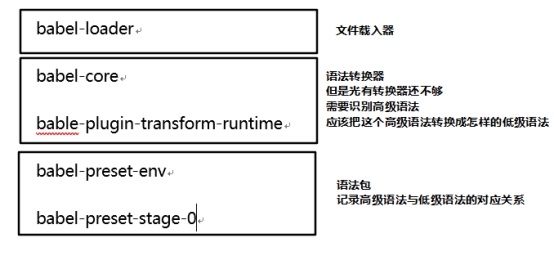 babel-loader
文件载入器
babel-core
bable-plugin-transform-runtime
语法转换器
但是光有转换器还不够
需要识别高级语法
应该把这个高级语法转换成怎样的低级语法
babel-preset-env
babel-preset-stage-0
语法包
记录高级语法与低级语法的对应关系